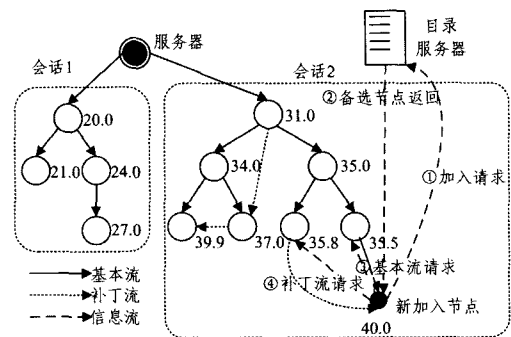 目录
服务器
服务器
会话1
会话2
②备选节点返回
20.0
31.0
①加入请求
21.0
24.0
34.0
35.0
27.0
39.9
37.0
35.8
35.5
③基本流请求
④补丁流请求
基本流
补丁流
信息流
新加入节点
40.0